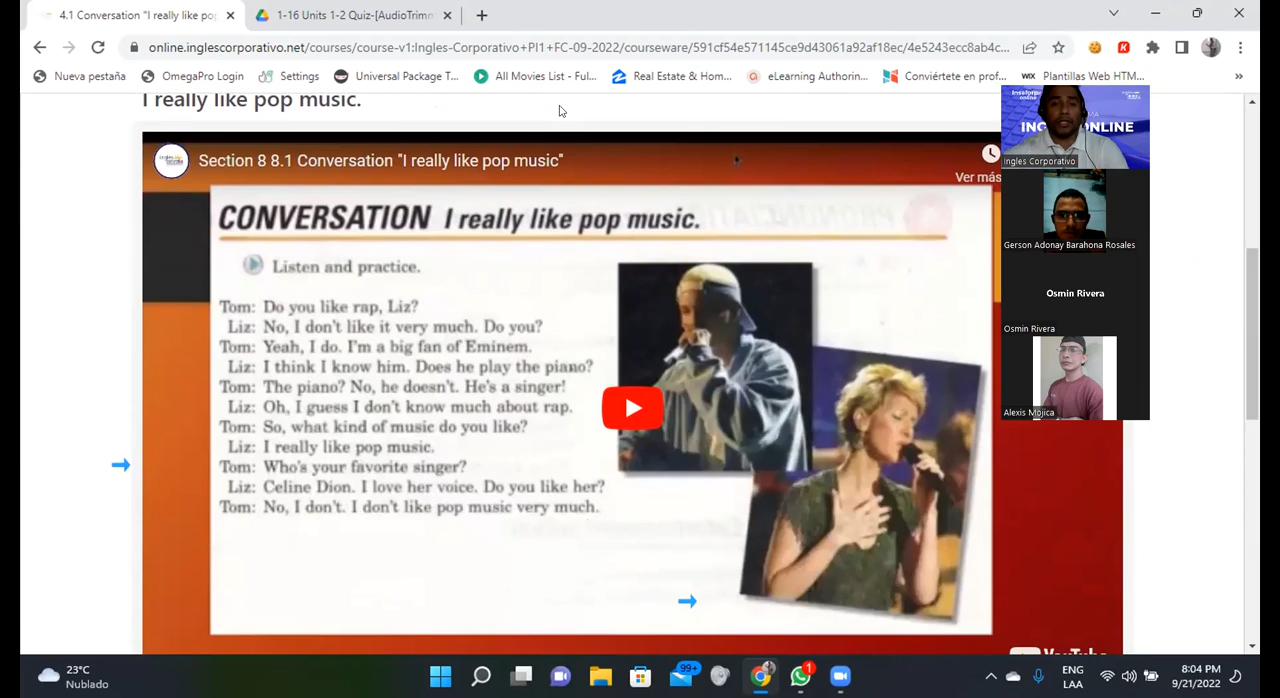 4.1 Conversation "I really like po
1-16 Units 1-2 Quiz-[AudioTrimm
online.inglescorporativo.net/courses/course-v1:Ingles-Corporativo+PI1+FC-09-2022/courseware/591cf54e571145ce9d43061a92af18ec/4e5243ecc8ab4c...
Nueva pestaña
OmegaPro Login
Settings
Universal Package T...
All Movies List - Ful...
Real Estate & Hom...
eLearning Authorin...
Conviértete en prof...
WIX Plantillas Web HTM...
»
I really like pop music.
Section 8 8.1 Conversation "I really like pop music"
Ver más
CONVERSATION I really like pop music.
Listen and practice.
Tom: Do you like rap, Liz?
Liz: No, I don't like it very much. Do you?
Tom: Yeah, I do. I'm a big fan of Eminem.
Liz: I think I know him. Does he play the piano?
Tom: The piano? No, he doesn't. He's a singer!
Liz: Oh, I guess I don't know much about rap.
Tom: So, what kind of music do you like?
Liz: I really like pop music.
Tom: Who's your favorite singer?
Liz: Celine Dion. I love her voice. Do you like her?
Tom: No, I don't. I don't like pop music very much.
YouTube
ONLINE
Ingles Corporativo
Gerson Adonay Barahona Rosales
Osmin Rivera
Osmin Rivera
Alexis Mojica
23°C
Nublado
99+
1
ENG
LAA
8:04 PM
9/21/2022